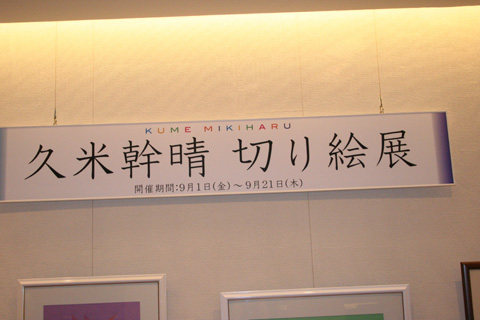 KUME MIKIHARU
久米幹晴 切り絵展
開催期間:9月1日(金)～9月21日(木)